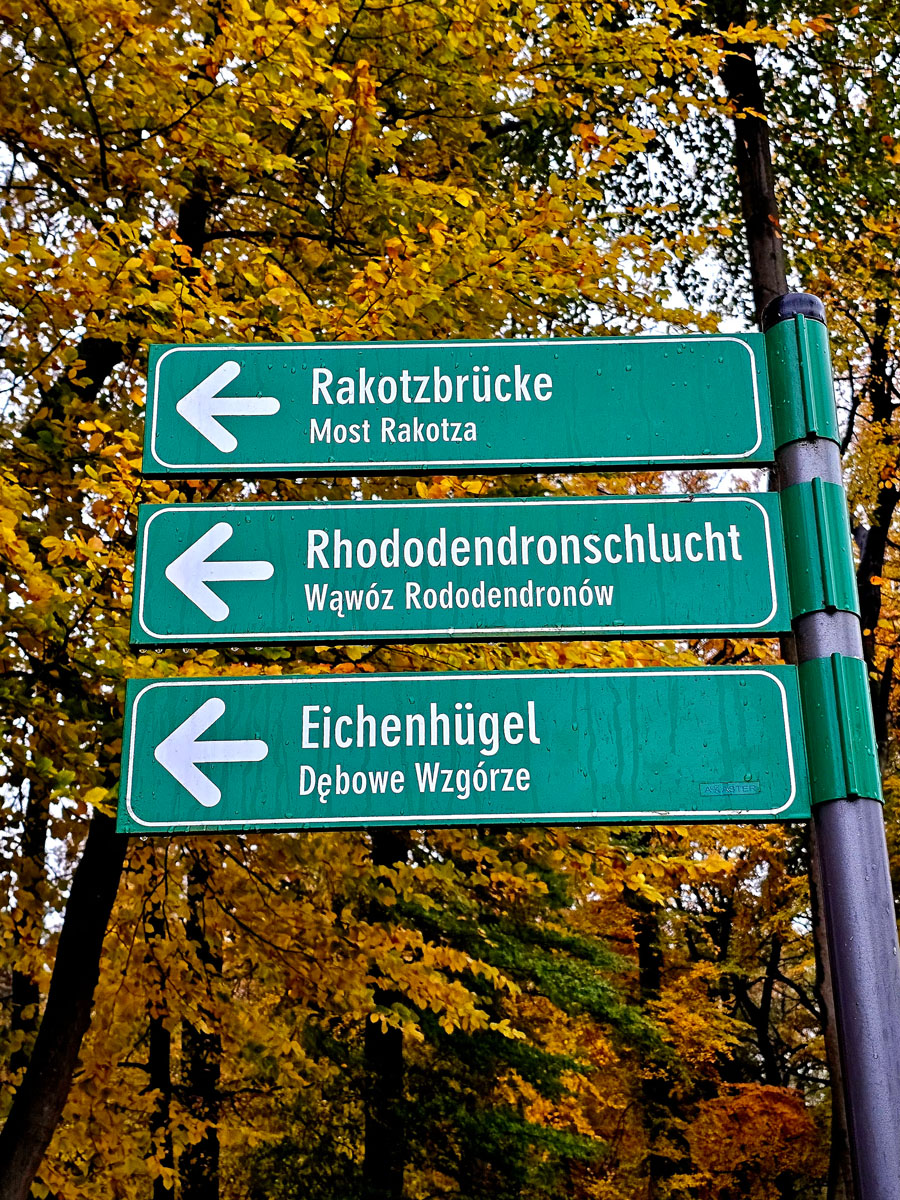 Rakotzbrücke
Most Rakotza
Rhododendronschlucht
Wąwóz Rododendronów
Eichenhügel
Dębowe Wzgórze